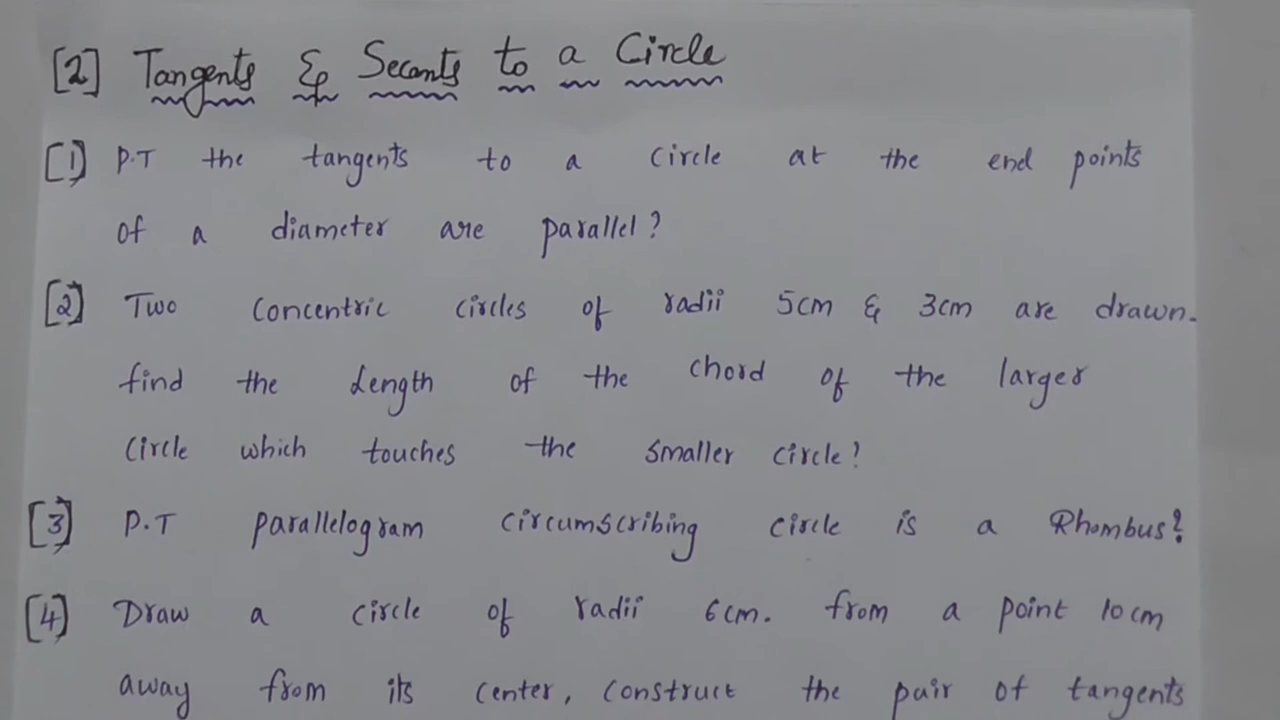 [2] Tangents & Secants to a Circle
[1] P.T the tangents to a circle at the end points
of a diameter are parallel?
[2] Two concentric circles of radii 5cm & 3cm are drawn.
find the Length of the chord of the larger
circle which touches the smaller circle?
[3] P.T parallelogram circumscribing circle is a Rhombus?
[4] Draw a circle of radii 6cm. from a point 10cm
away from its center, construct the pair of tangents